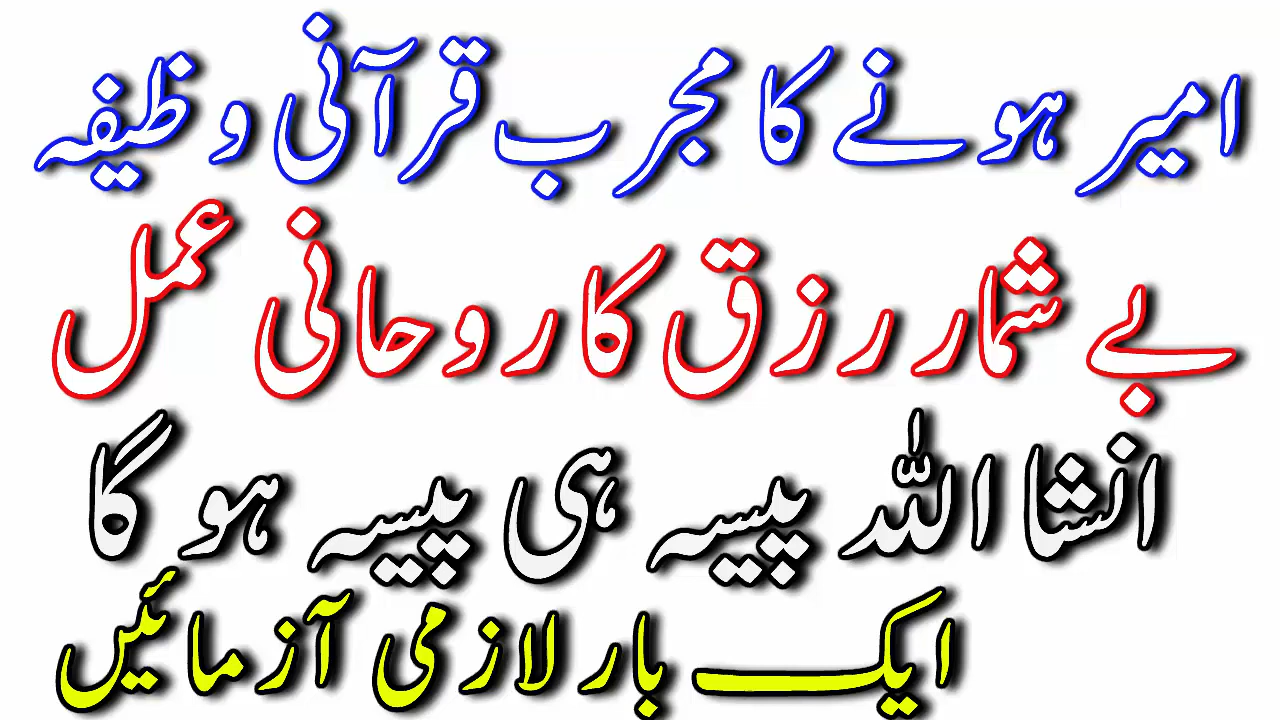 امیر ہونے کا مجرب قرآنی وظیفہ
بے شمار رزق کا روحانی عمل
انشا اللہ پیسہ ہی پیسہ ہو گا
ایک بار لازمی آزمائیں